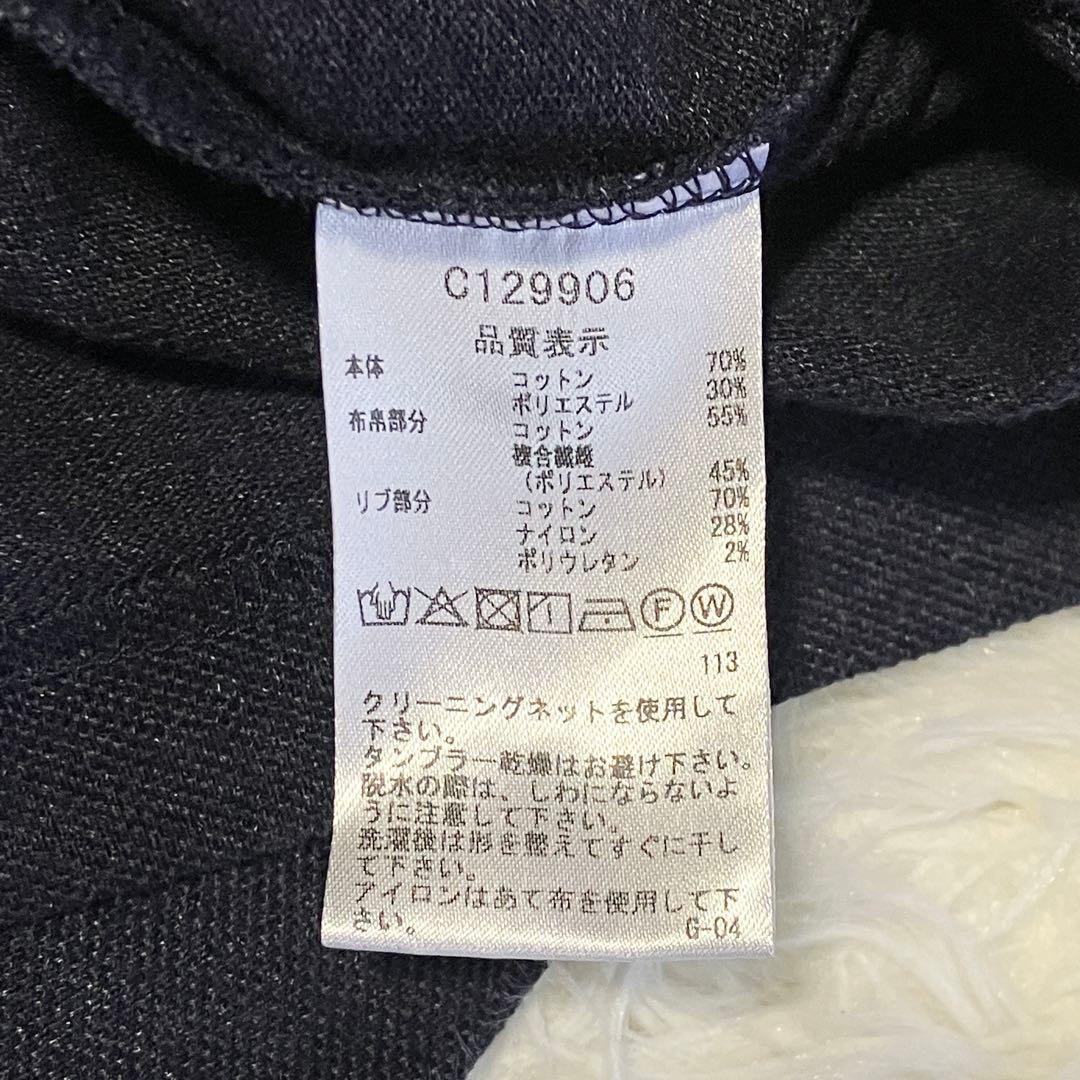 C129906
品質表示
本体 コットン 70%
ポリエステル 30%
布帛部分 コットン 55%
複合繊維
(ポリエステル) 45%
リブ部分 コットン 70%
ナイロン 28%
ポリウレタン 2%
F W
113
クリーニングネットを使用して
下さい。
タンブラー乾燥はお避け下さい。
脱水の際は、しわにならないよ
うに注意して下さい。
洗濯後は形を整えてすぐに干し
て下さい。
アイロンはあて布を使用して下
さい。
G-04